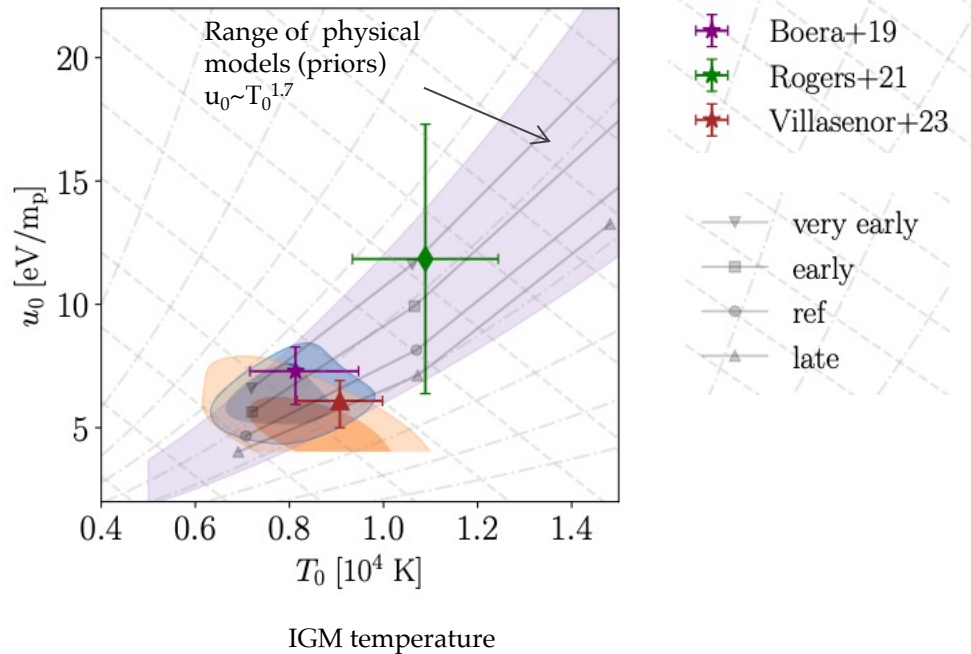 Range of physical
models (priors)
u₀~T₀¹·⁷
20
15
10
5
u₀ [eV/mₚ]
0.4 0.6 0.8 1.0 1.2 1.4
T₀ [10⁴ K]
IGM temperature
Boera+19
Rogers+21
Villasenor+23
very early
early
ref
late